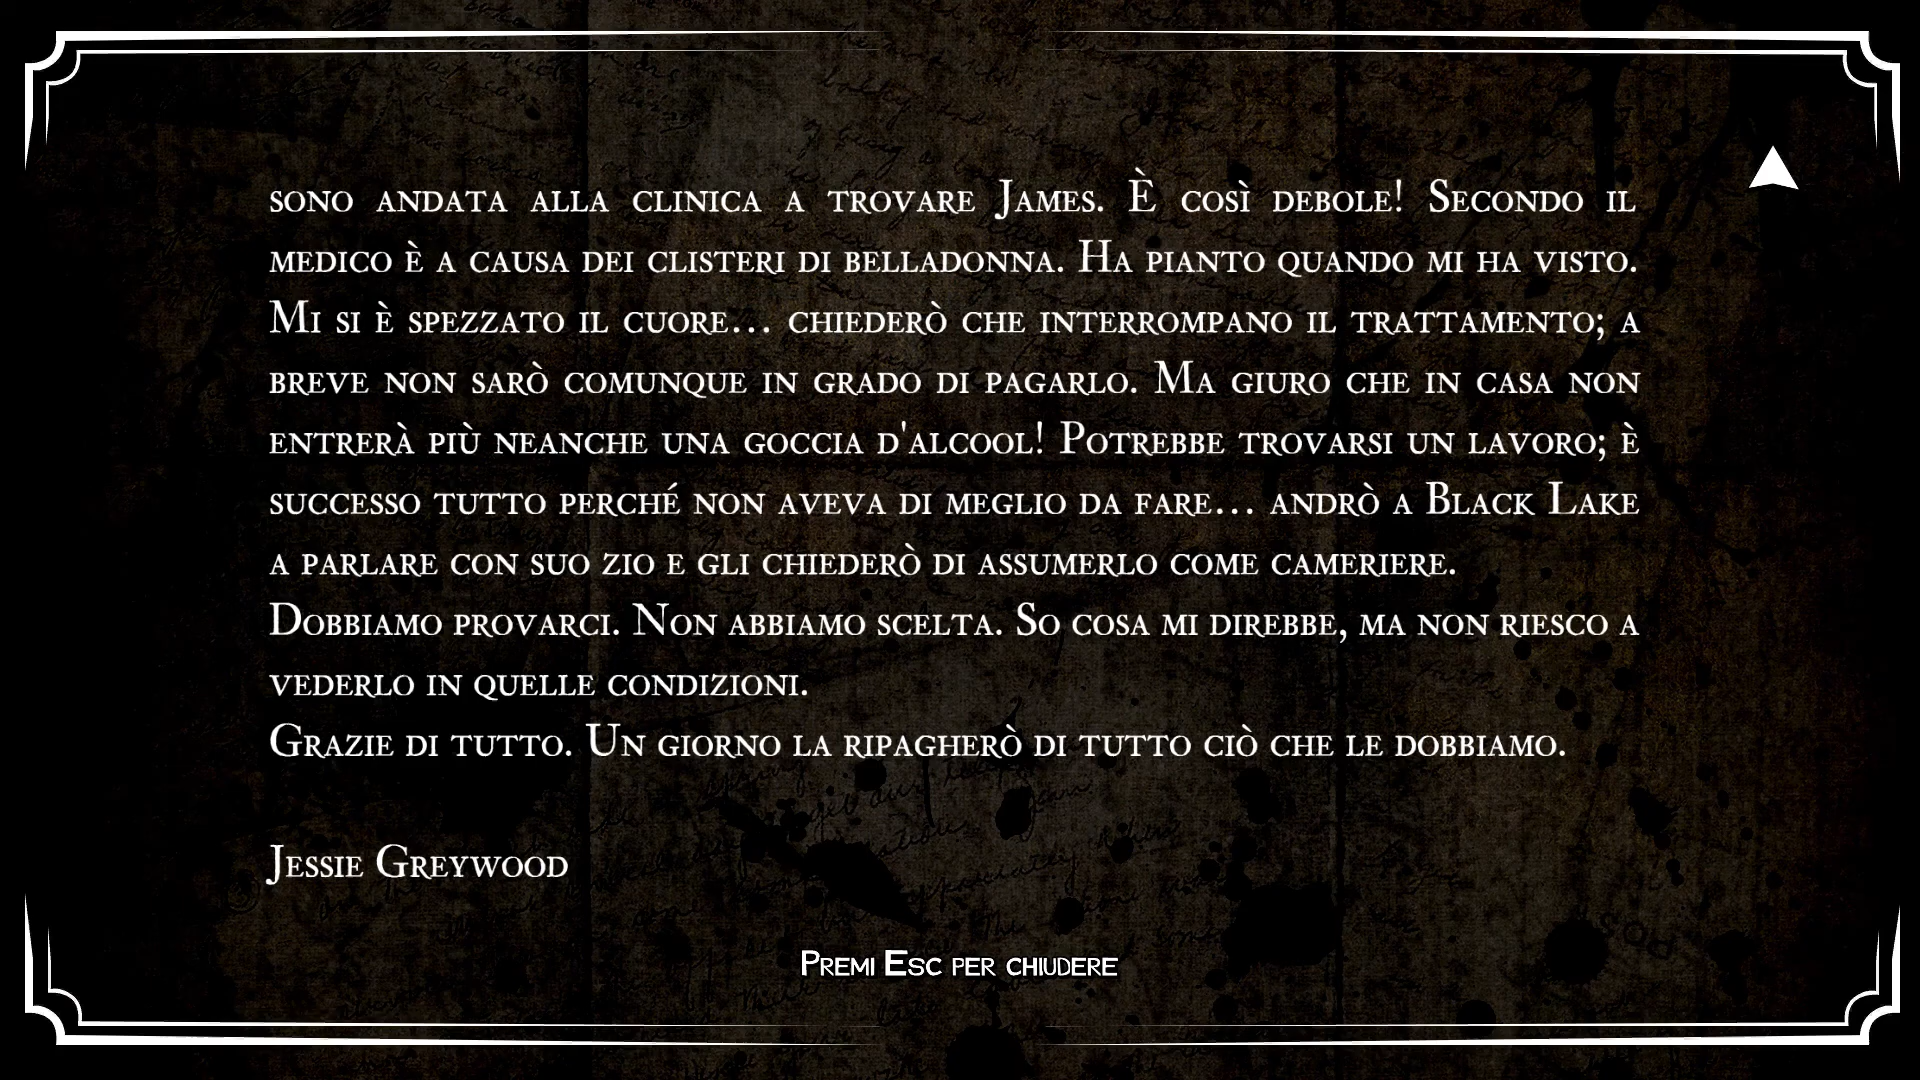 sono andata alla clinica a trovare James. È così debole! Secondo il
medico è a causa dei clisteri di belladonna. Ha pianto quando mi ha visto.
Mi si è spezzato il cuore... chiederò che interrompano il trattamento; a
breve non sarò comunque in grado di pagarlo. Ma giuro che in casa non
entrerà più neanche una goccia d'alcool! Potrebbe trovarsi un lavoro; è
successo tutto perché non aveva di meglio da fare... andrò a Black Lake
a parlare con suo zio e gli chiederò di assumerlo come cameriere.
Dobbiamo provarci. Non abbiamo scelta. So cosa mi direbbe, ma non riesco a
vederlo in quelle condizioni.
Grazie di tutto. Un giorno la ripagherò di tutto ciò che le dobbiamo.
Jessie Greywood
Premi Esc per chiudere